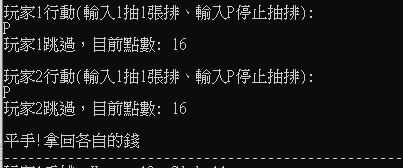 玩家1行動(輸入1抽1張排、輸入P停止抽排):
P
玩家1跳過，目前點數: 16
玩家2行動(輸入1抽1張排、輸入P停止抽排):
P
玩家2跳過，目前點數: 16
平手!拿回各自的錢